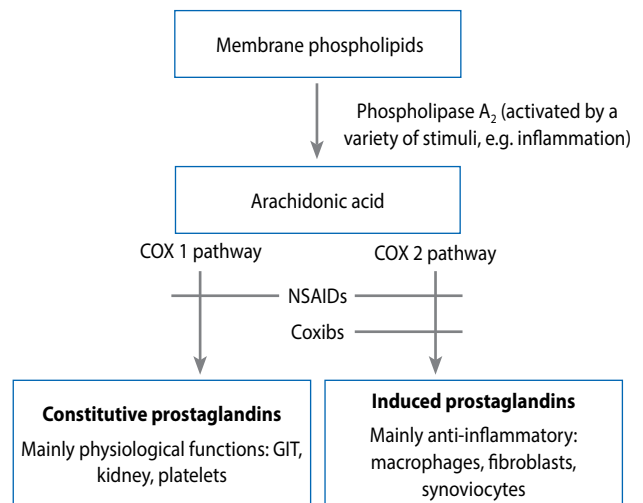 Membrane phospholipids
Phospholipase A₂ (activated by a
variety of stimuli, e.g. inflammation)
Arachidonic acid
COX 1 pathway
COX 2 pathway
NSAIDs
Coxibs
Constitutive prostaglandins
Mainly physiological functions: GIT,
kidney, platelets
Induced prostaglandins
Mainly anti-inflammatory:
macrophages, fibroblasts,
synoviocytes